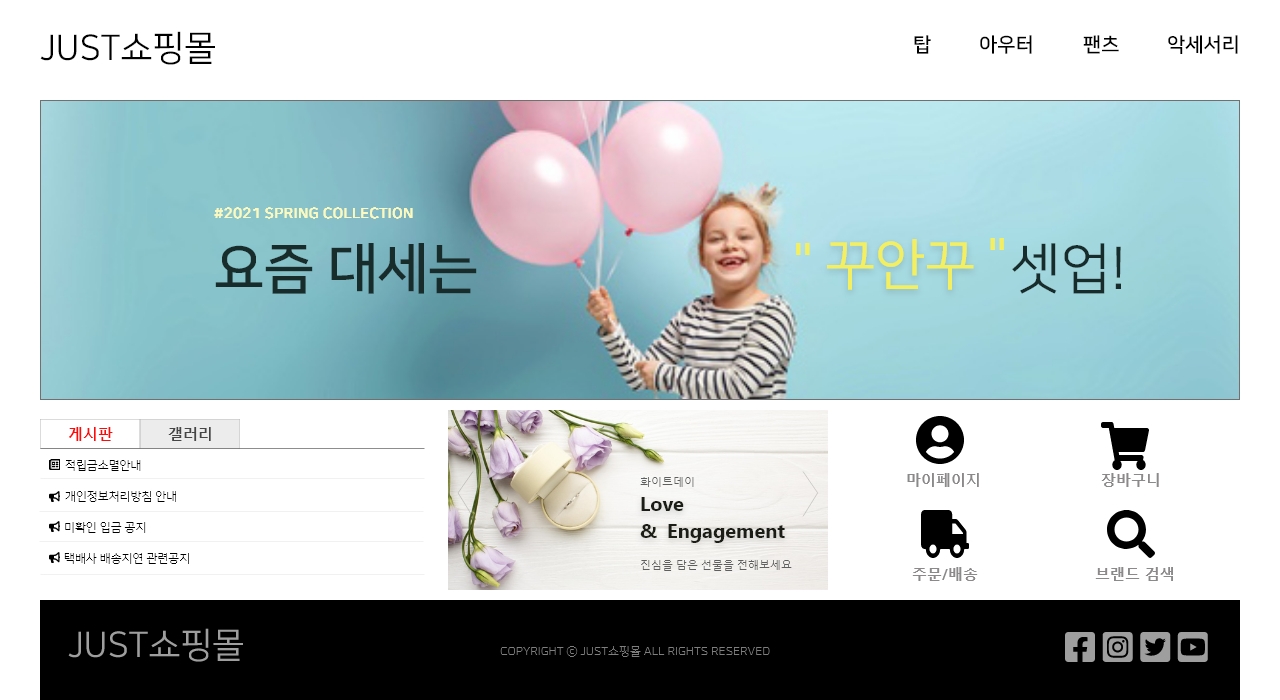 JUST쇼핑몰
탑 아우터 팬츠 악세서리
#2021 SPRING COLLECTION
요즘 대세는 " 꾸안꾸 " 셋업!
게시판 갤러리
적립금소멸안내
개인정보처리방침 안내
미확인 입금 공지
택배사 배송지연 관련공지
화이트데이
Love
& Engagement
진심을 담은 선물을 전해보세요
마이페이지 장바구니
주문/배송 브랜드 검색
JUST쇼핑몰
COPYRIGHT ⓒ JUST쇼핑몰 ALL RIGHTS RESERVED